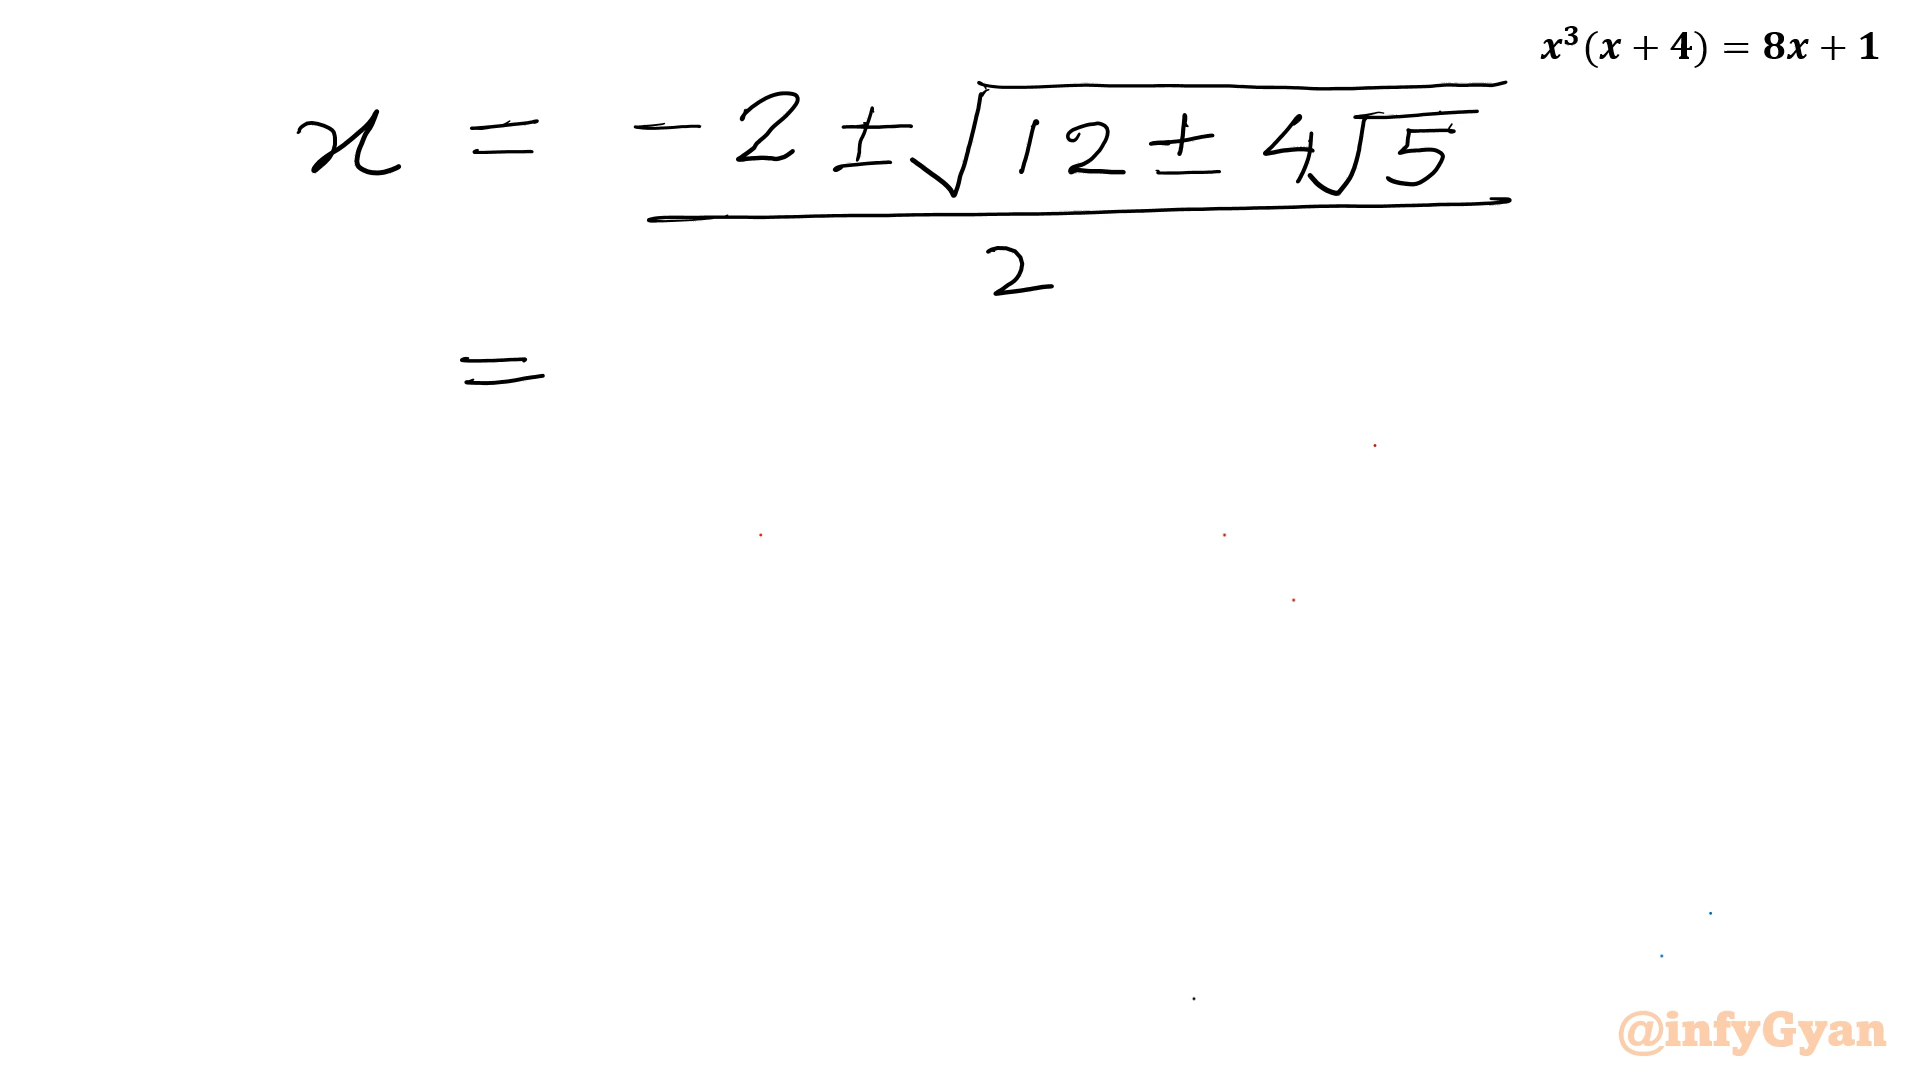 x³(x + 4) = 8x + 1
x = (-2 ± √(12 ± 4√5))/2
=
@infyGyan